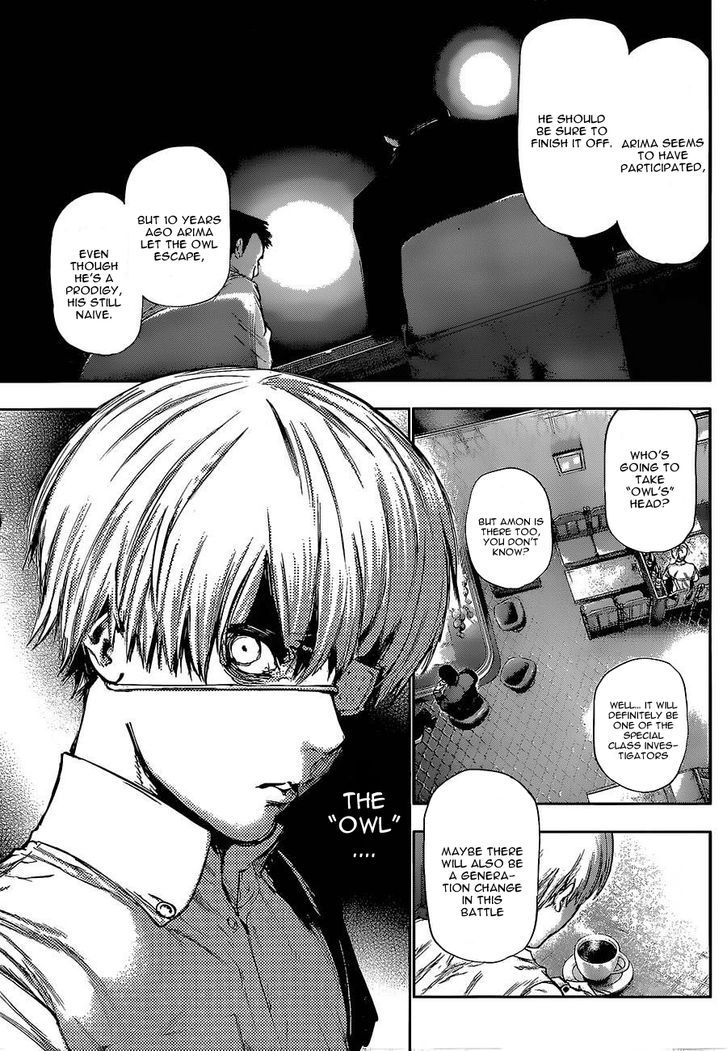 ARIMA SEEMS
TO HAVE
PARTICIPATED,
HE SHOULD
BE SURE TO
FINISH IT OFF.
BUT 10 YEARS
AGO ARIMA
LET THE OWL
ESCAPE,
EVEN
THOUGH
HE'S A
PRODIGY,
HIS STILL
NAIVE.
WHO'S
GOING TO
TAKE
"OWL'S"
HEAD?
BUT AMON IS
THERE TOO,
YOU DON'T
KNOW?
WELL... IT WILL
DEFINITELY BE
ONE OF THE
SPECIAL
CLASS INVES-
TIGATORS
MAYBE THERE
WILL ALSO BE
A GENERA-
TION CHANGE
IN THIS
BATTLE
THE
"OWL"
....